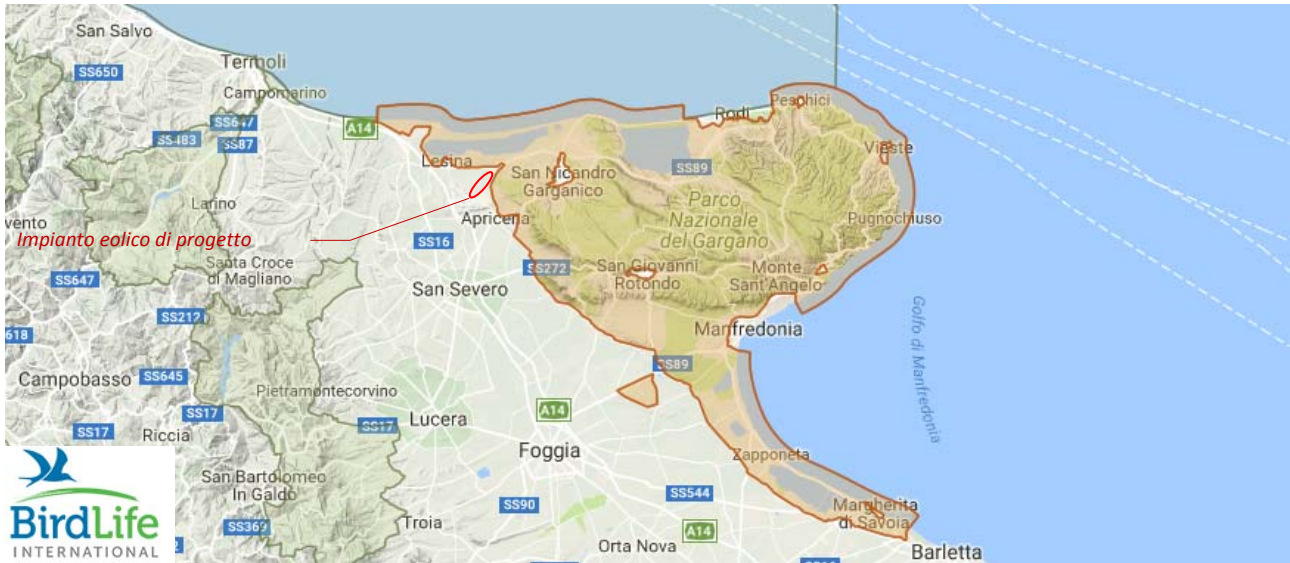 San Salvo
SS650
Termoli
Campomarino
SS647
SS483
SS87
A14
Lesina
Rodi
Peschici
SS89
Vieste
San Nicandro
Garganico
Larino
Parco
Nazionale
del Gargano
Pugnochiuso
vento
Impianto eolico di progetto
Apricena
SS16
Santa Croce
di Magliano
SS647
SS272
San Giovanni
Rotondo
Monte
Sant'Angelo
San Severo
SS212
618
Manfredonia
Golfo di Manfredonia
SS89
Campobasso
SS645
Pietramontecorvino
SS17
A14
Lucera
SS17
SS17
Riccia
Foggia
Zapponeta
San Bartolomeo
In Galdo
SS544
SS90
Margherita
di Savoia
SS369
Troia
A14
Orta Nova
Barletta
BirdLife
INTERNATIONAL